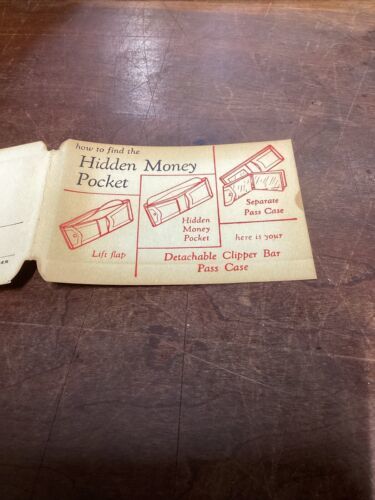 how to find the
Hidden Money
Pocket
Lift flap
Hidden
Money
Pocket
Separate
Pass Case
here is your
Detachable Clipper Bar
Pass Case